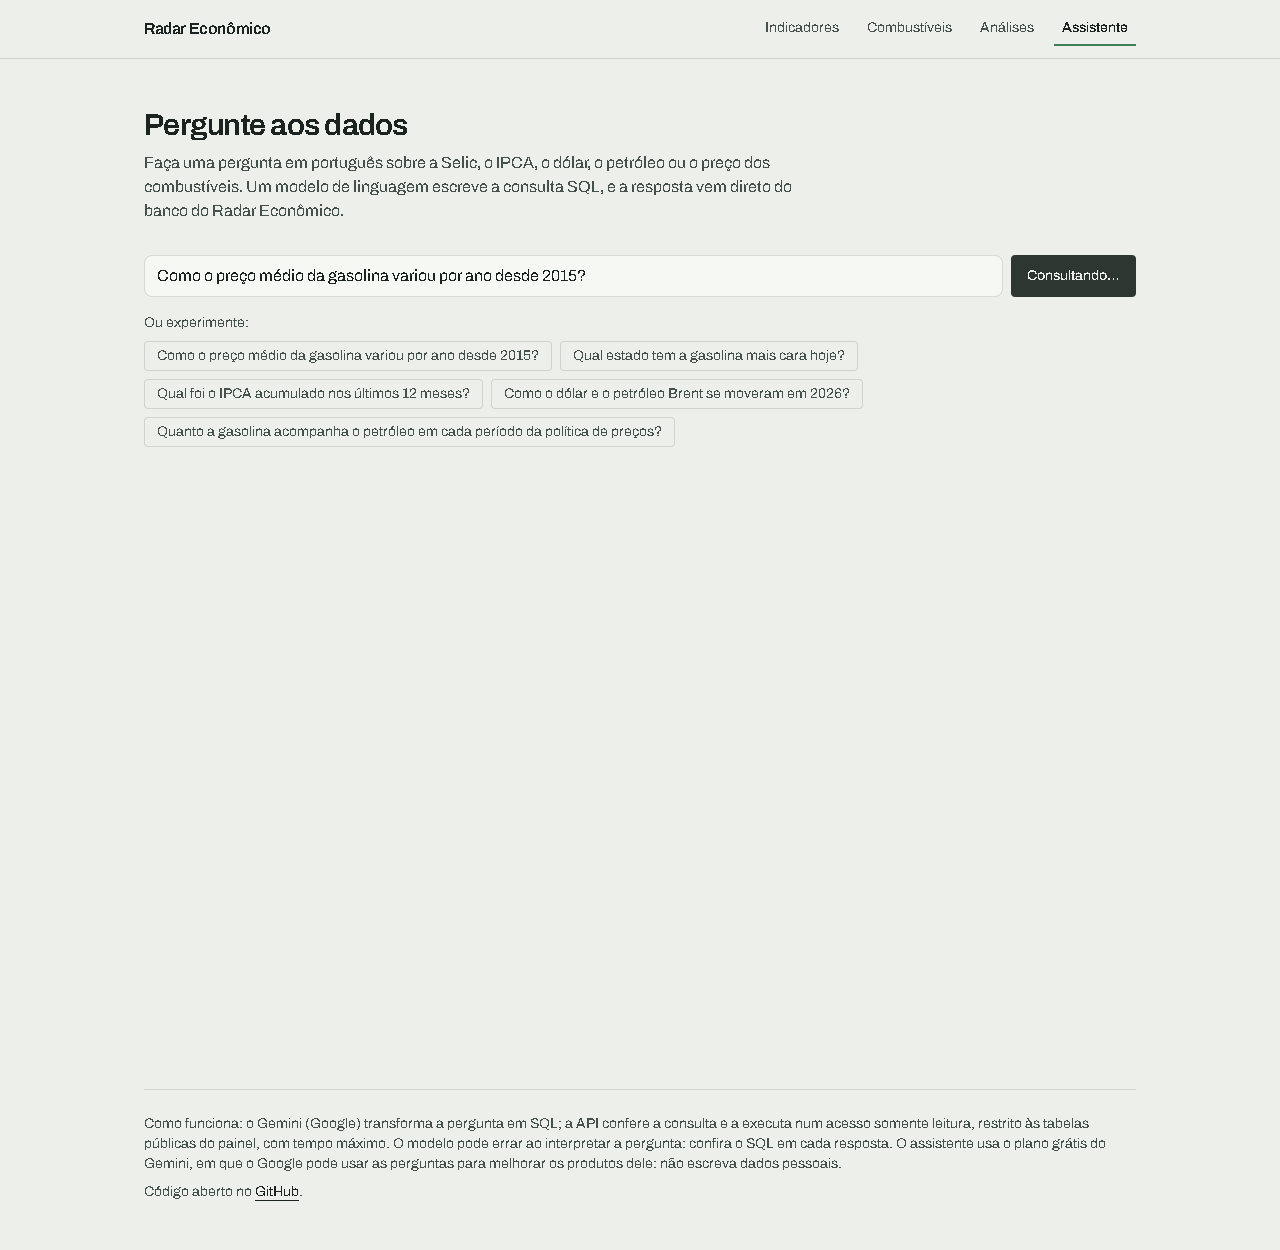 Radar Econômico
Indicadores
Combustíveis
Análises
Assistente
Pergunte aos dados
Faça uma pergunta em português sobre a Selic, o IPCA, o dólar, o petróleo ou o preço dos
combustíveis. Um modelo de linguagem escreve a consulta SQL, e a resposta vem direto do
banco do Radar Econômico.
Como o preço médio da gasolina variou por ano desde 2015?
Consultando…
Ou experimente:
Como o preço médio da gasolina variou por ano desde 2015?
Qual estado tem a gasolina mais cara hoje?
Qual foi o IPCA acumulado nos últimos 12 meses?
Como o dólar e o petróleo Brent se moveram em 2026?
Quanto a gasolina acompanha o petróleo em cada período da política de preços?
Como funciona: o Gemini (Google) transforma a pergunta em SQL; a API confere a consulta e a executa num acesso somente leitura, restrito às tabelas
públicas do painel, com tempo máximo. O modelo pode errar ao interpretar a pergunta: confira o SQL em cada resposta. O assistente usa o plano grátis do
Gemini, em que o Google pode usar as perguntas para melhorar os produtos dele: não escreva dados pessoais.
Código aberto no GitHub.